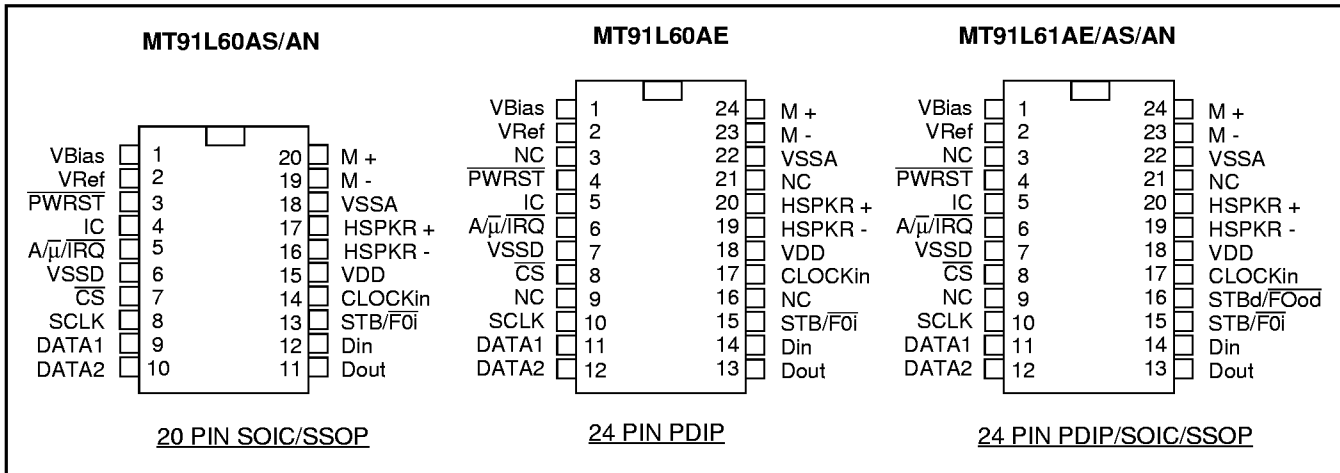 MT91L60AS/AN
VBias 1 20 M +
VRef 2 19 M -
PWRST 3 18 VSSA
IC 4 17 HSPKR +
A/μ/IRQ 5 16 HSPKR -
VSSD 6 15 VDD
CS 7 14 CLOCKin
SCLK 8 13 STB/F0i
DATA1 9 12 Din
DATA2 10 11 Dout
20 PIN SOIC/SSOP
MT91L60AE
VBias 1 24 M +
VRef 2 23 M -
NC 3 22 VSSA
PWRST 4 21 NC
IC 5 20 HSPKR +
A/μ/IRQ 6 19 HSPKR -
VSSD 7 18 VDD
CS 8 17 CLOCKin
NC 9 16 NC
SCLK 10 15 STB/F0i
DATA1 11 14 Din
DATA2 12 13 Dout
24 PIN PDIP
MT91L61AE/AS/AN
VBias 1 24 M +
VRef 2 23 M -
NC 3 22 VSSA
PWRST 4 21 NC
IC 5 20 HSPKR +
A/μ/IRQ 6 19 HSPKR -
VSSD 7 18 VDD
CS 8 17 CLOCKin
NC 9 16 STBd/FOod
SCLK 10 15 STB/F0i
DATA1 11 14 Din
DATA2 12 13 Dout
24 PIN PDIP/SOIC/SSOP